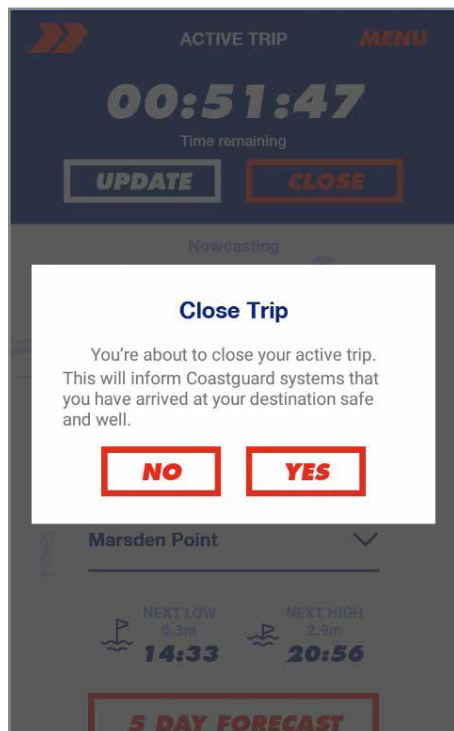 ACTIVE TRIP
MENU
00:51:47
Time remaining
UPDATE
CLOSE
Nowcasting
Close Trip
You're about to close your active trip.
This will inform Coastguard systems that
you have arrived at your destination safe
and well.
NO
YES
Marsden Point
NEXT LOW
0.3m
14:33
NEXT HIGH
2.9m
20:56
5 DAY FORECAST